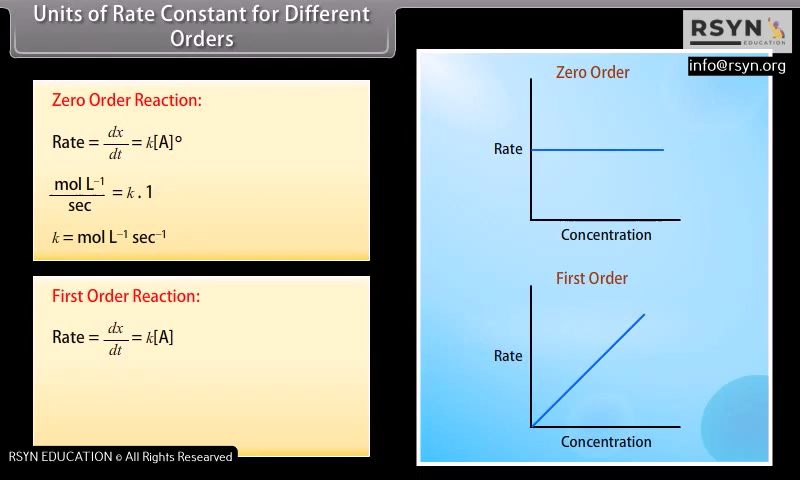 Units of Rate Constant for Different
Orders
RSYN
EDUCATION
info@rsyn.org
Zero Order Reaction:
Rate = dx/dt = k[A]°
mol L⁻¹/sec = k . 1
k = mol L⁻¹ sec⁻¹
First Order Reaction:
Rate = dx/dt = k[A]
Zero Order
Rate
Concentration
First Order
Rate
Concentration
RSYN EDUCATION © All Rights Researved